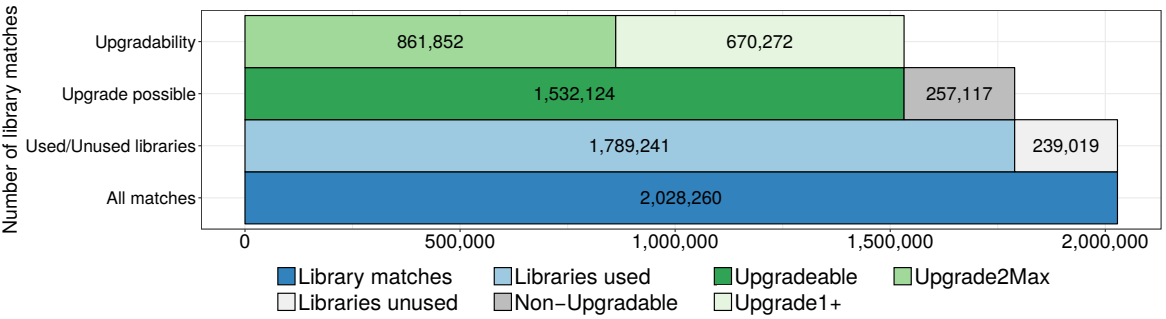 Number of library matches
Upgradability
861,852
670,272
Upgrade possible
1,532,124
257,117
Used/Unused libraries
1,789,241
239,019
All matches
2,028,260
0
500,000
1,000,000
1,500,000
2,000,000
Library matches
Libraries used
Upgradeable
Upgrade2Max
Libraries unused
Non−Upgradable
Upgrade1+